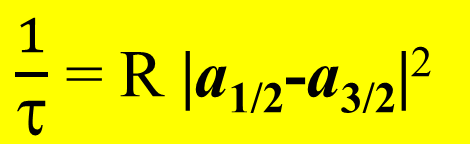 1/τ = R |a1/2-a3/2|²